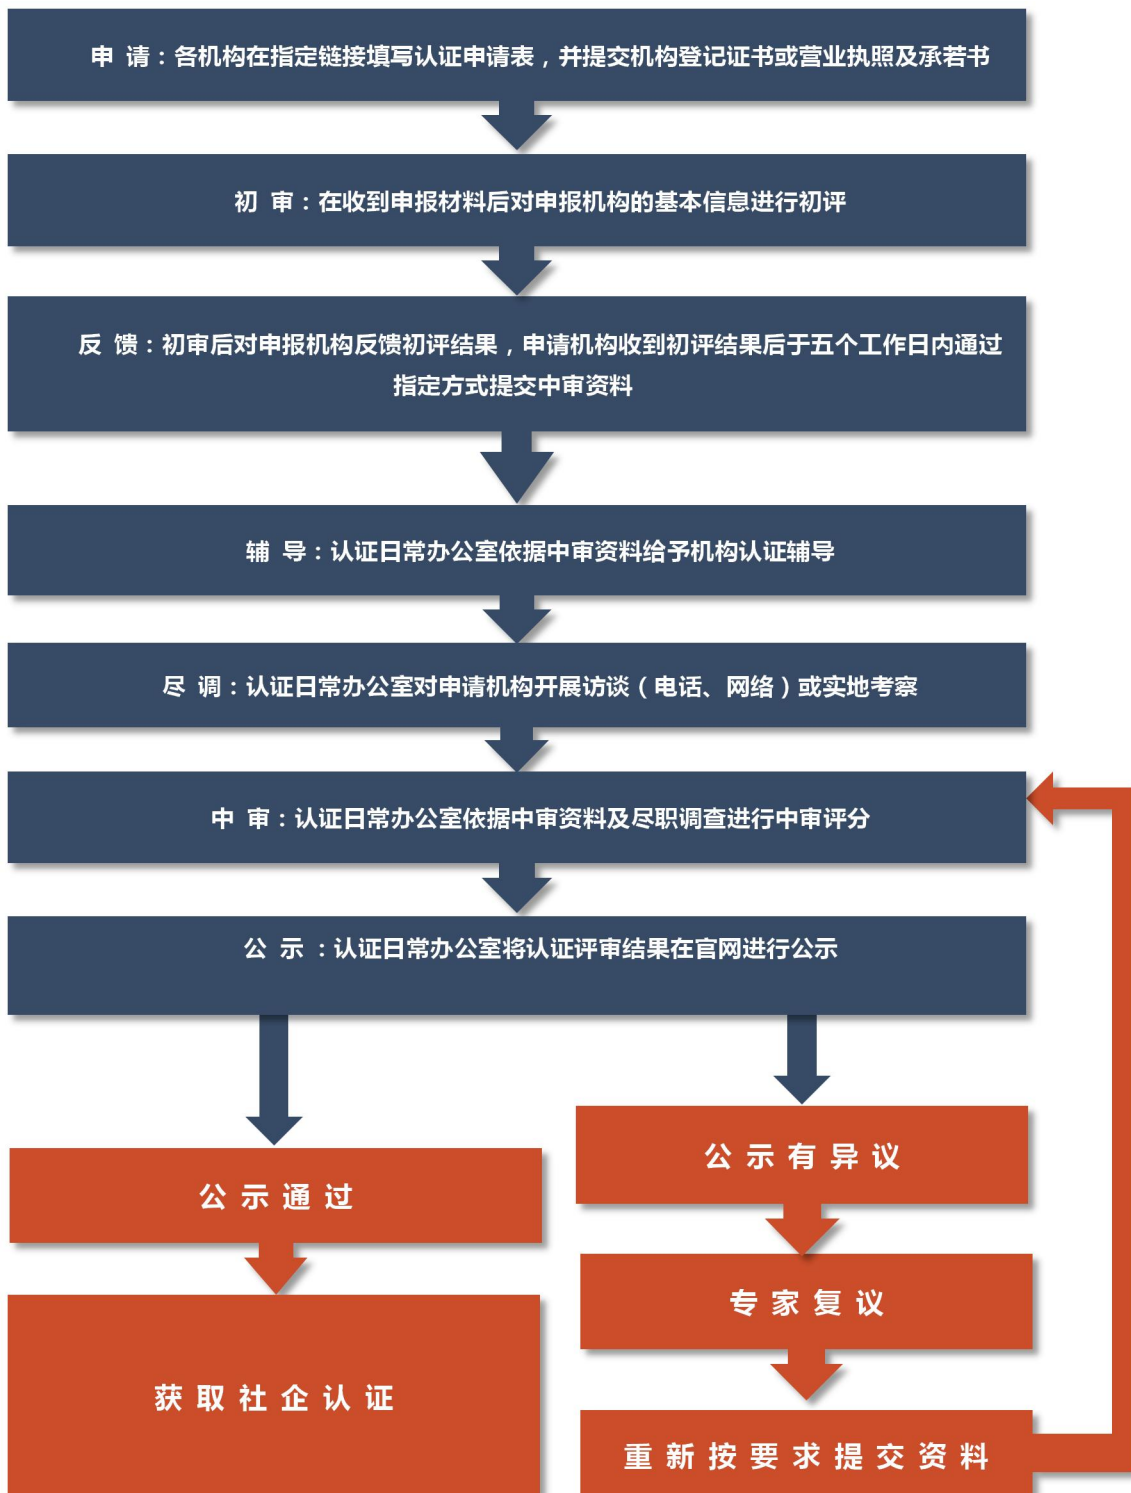 申 请：各机构在指定链接填写认证申请表，并提交机构登记证书或营业执照及承若书
初 审：在收到申报材料后对申报机构的基本信息进行初评
反 馈：初审后对申报机构反馈初评结果，申请机构收到初评结果后于五个工作日内通过
指定方式提交中审资料
辅 导：认证日常办公室依据中审资料给予机构认证辅导
尽 调：认证日常办公室对申请机构开展访谈（电话、网络）或实地考察
中 审：认证日常办公室依据中审资料及尽职调查进行中审评分
公 示 ：认证日常办公室将认证评审结果在官网进行公示
公示有异议
公示通过
专家复议
获取社企认证
重新按要求提交资料